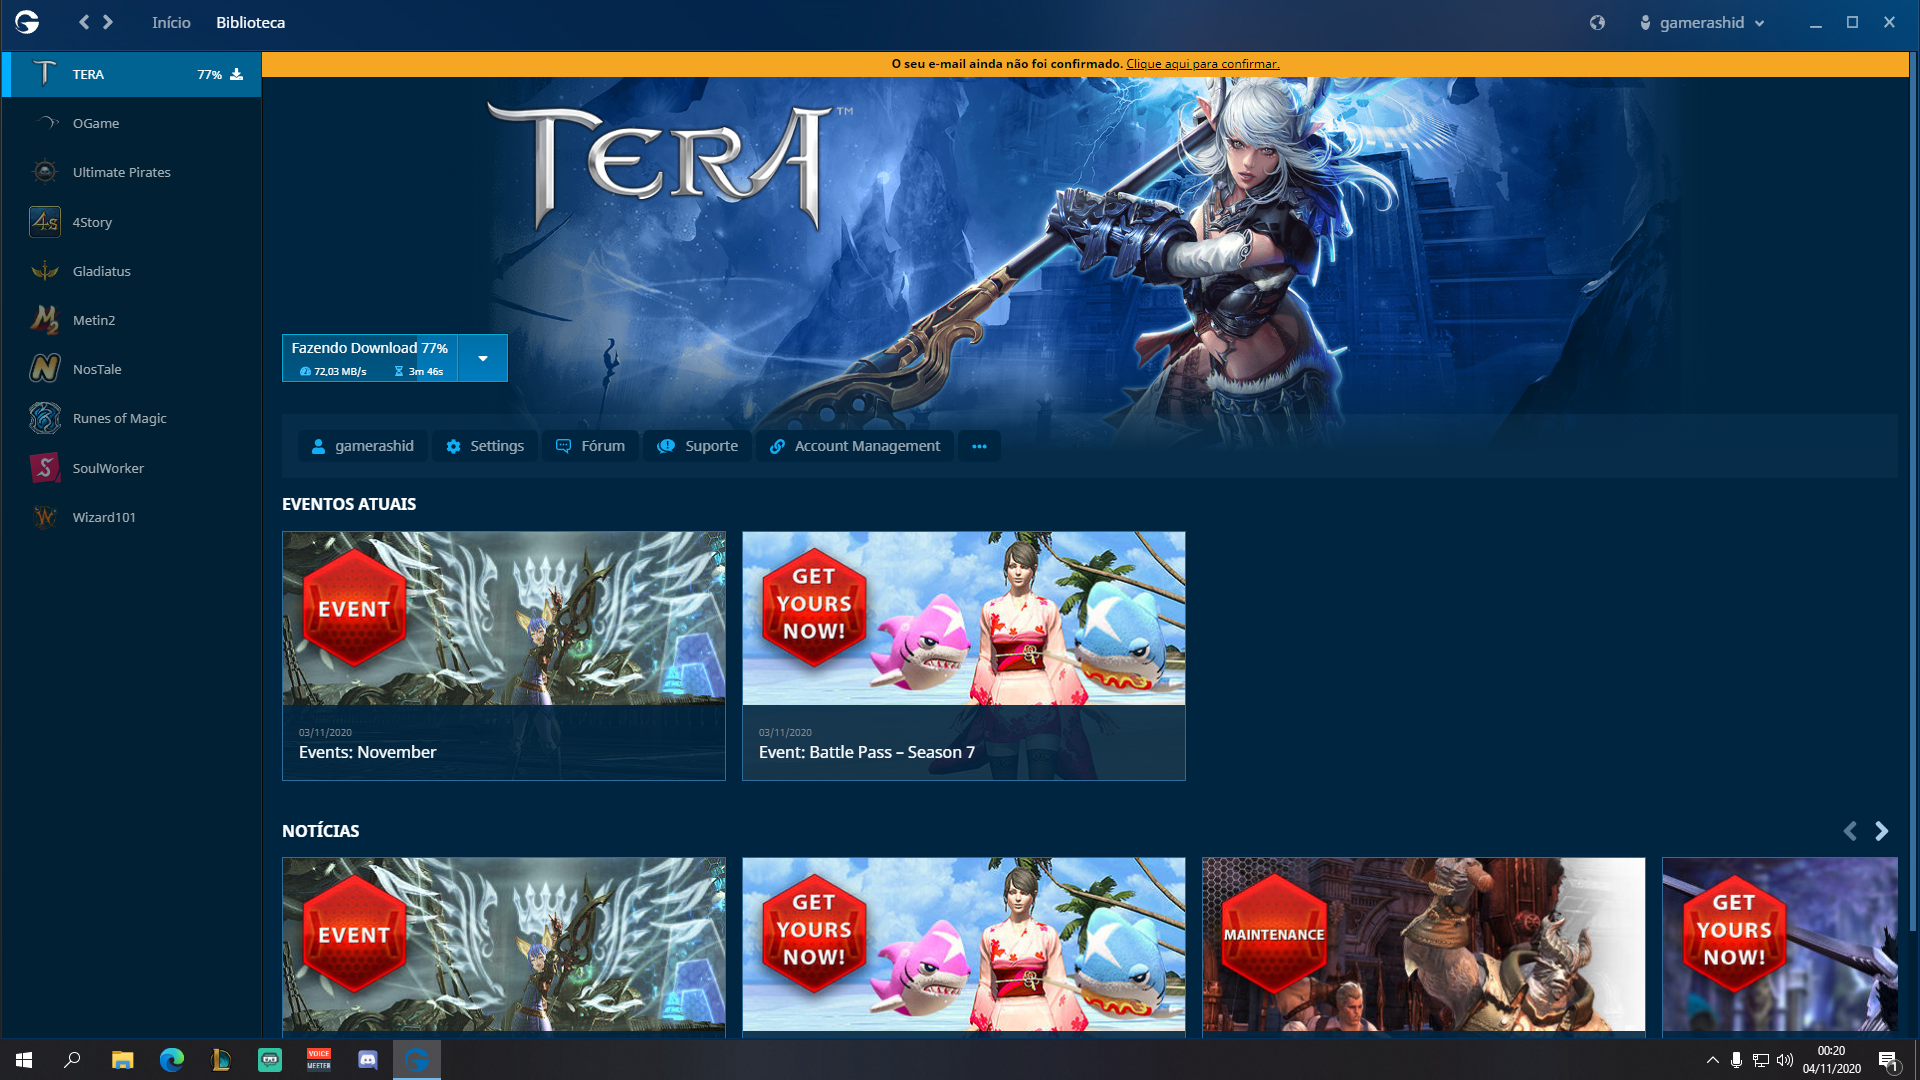 Início
Biblioteca
gamerashid
TERA
77%
OGame
Ultimate Pirates
4Story
Gladiatus
Metin2
NosTale
Runes of Magic
SoulWorker
Wizard101
O seu e-mail ainda não foi confirmado. Clique aqui para confirmar.
TERA™
Fazendo Download 77%
72,03 MB/s
3m 46s
gamerashid
Settings
Fórum
Suporte
Account Management
EVENTOS ATUAIS
EVENT
03/11/2020
Events: November
GET
YOURS
NOW!
03/11/2020
Event: Battle Pass – Season 7
NOTÍCIAS
EVENT
GET
YOURS
NOW!
MAINTENANCE
GET
YOURS
NOW!
VOICE
MEETER
00:20
04/11/2020
1